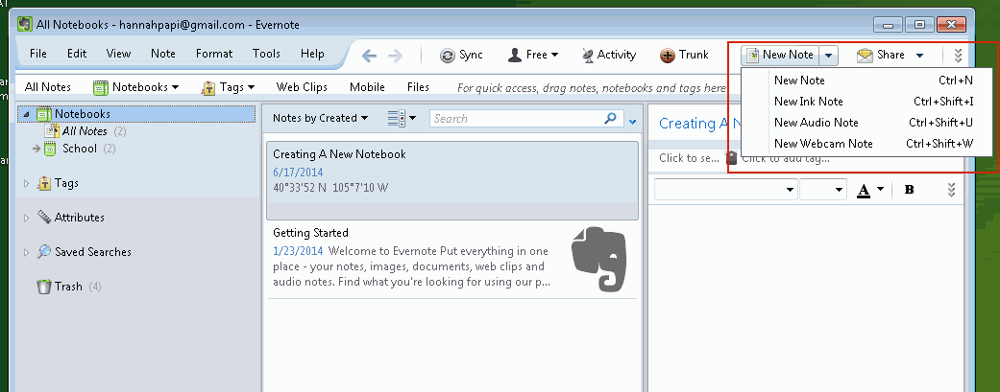 All Notebooks - hannahpapi@gmail.com - Evernote
File Edit View Note Format Tools Help
Sync Free Activity Trunk New Note Share
All Notes Notebooks Tags Web Clips Mobile Files For quick access, drag notes, notebooks and tags here
New Note Ctrl+N
New Ink Note Ctrl+Shift+I
New Audio Note Ctrl+Shift+U
New Webcam Note Ctrl+Shift+W
Notebooks
All Notes (2)
School (2)
Tags
Attributes
Saved Searches
Trash (4)
Notes by Created Search
Creating A New Notebook
6/17/2014
40°33'52 N 105°7'10 W
Getting Started
1/23/2014 Welcome to Evernote Put everything in one
place - your notes, images, documents, web clips and
audio notes. Find what you're looking for using our p...
Creating A
Click to se... Click to add tag...
A B